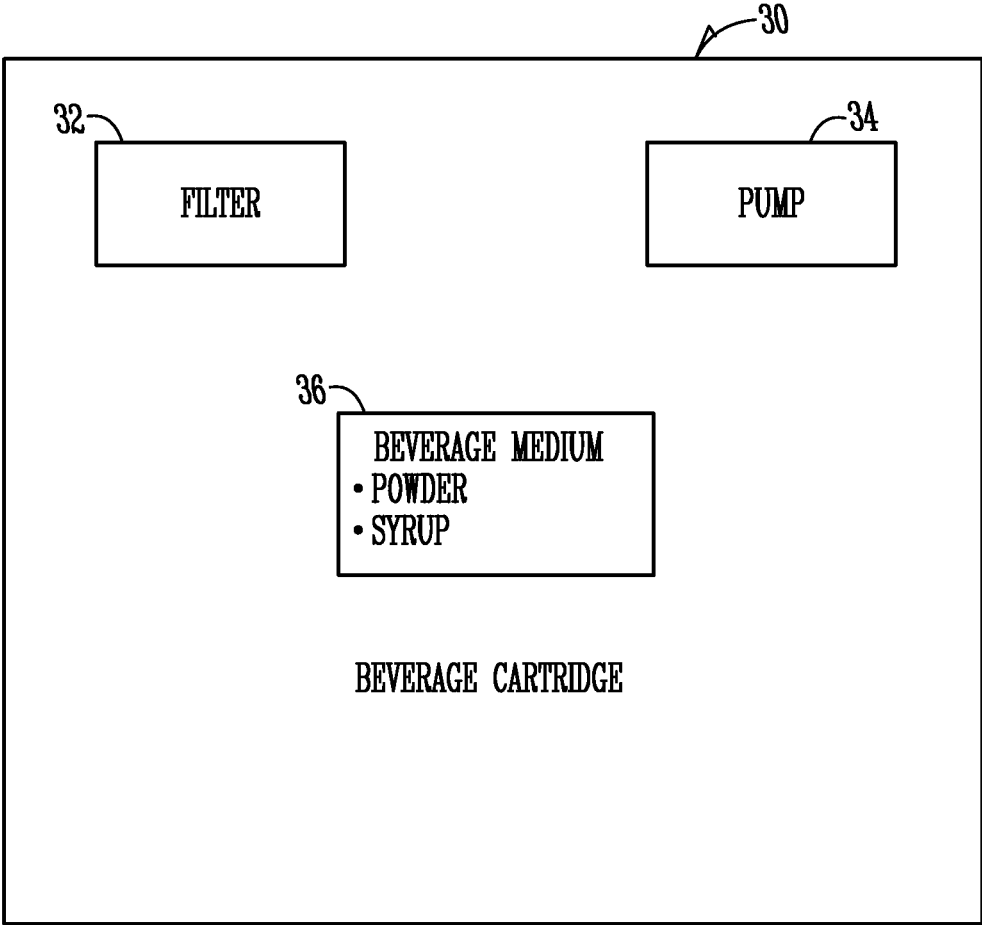 30
32
34
FILTER
PUMP
36
BEVERAGE MEDIUM
• POWDER
• SYRUP
BEVERAGE CARTRIDGE